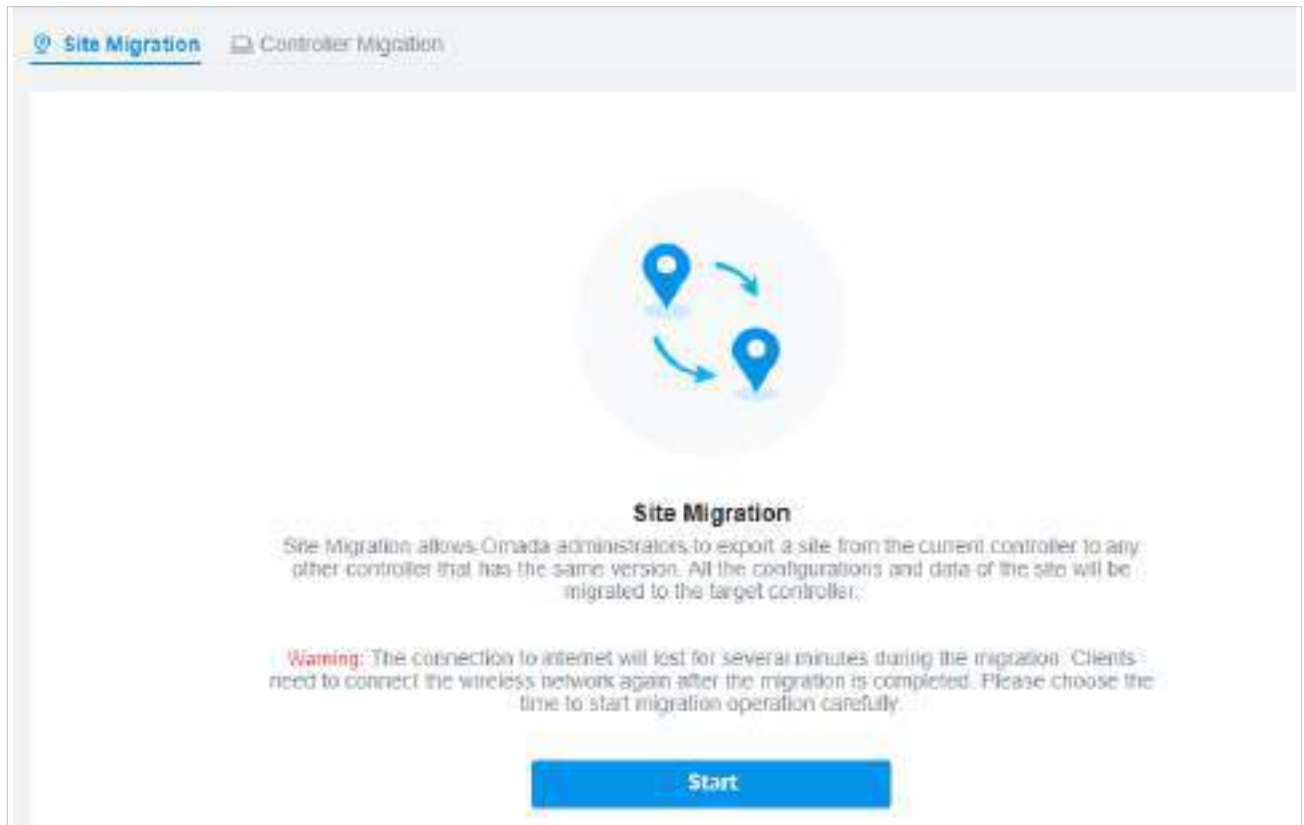 Site Migration
Controller Migration
Site Migration
Site Migration allows Omada administrators to export a site from the current controller to any
other controller that has the same version. All the configurations and data of the site will be
migrated to the target controller.
Warning: The connection to internet will lost for several minutes during the migration. Clients
need to connect the wireless network again after the migration is completed. Please choose the
time to start migration operation carefully.
Start